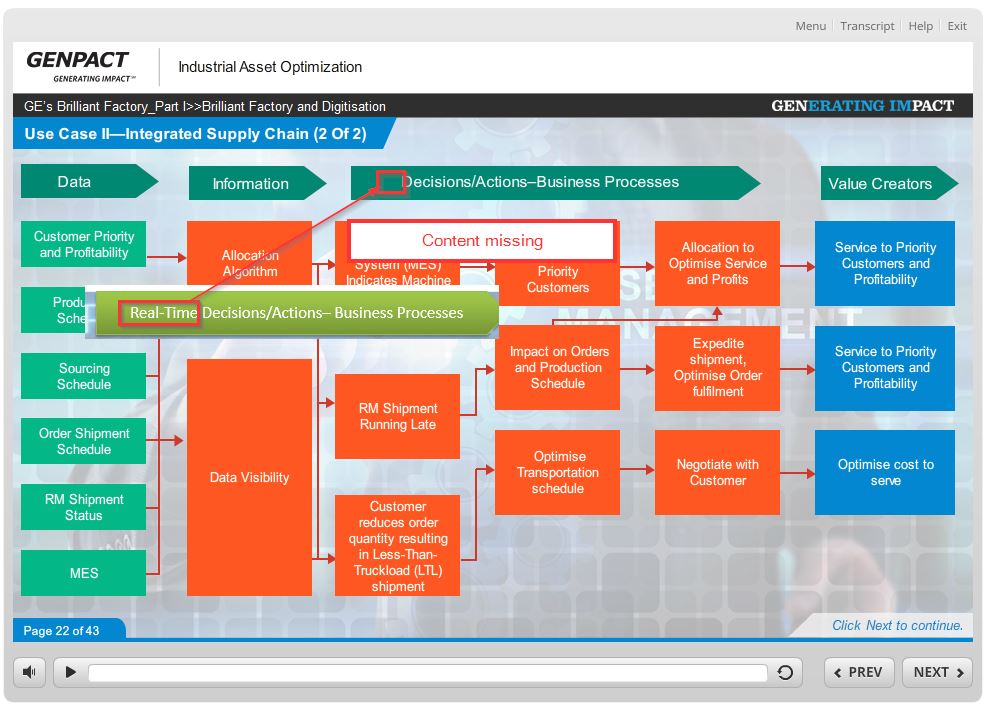 Menu Transcript Help Exit
GENPACT
GENERATING IMPACT℠
Industrial Asset Optimization
GE's Brilliant Factory_Part I>>Brilliant Factory and Digitisation
GENERATING IMPACT
Use Case II—Integrated Supply Chain (2 Of 2)
Data
Information
Decisions/Actions–Business Processes
Value Creators
Customer Priority
and Profitability
Allocation
Algorithm
Content missing
System (MES)
Indicates Machine
Priority
Customers
Allocation to
Optimise Service
and Profits
Service to Priority
Customers and
Profitability
Produ
Sche
Real-Time Decisions/Actions– Business Processes
MANAGEMENT
Sourcing
Schedule
Order Shipment
Schedule
RM Shipment
Status
MES
Data Visibility
RM Shipment
Running Late
Customer
reduces order
quantity resulting
in Less-Than-
Truckload (LTL)
shipment
Impact on Orders
and Production
Schedule
Optimise
Transportation
schedule
Expedite
shipment,
Optimise Order
fulfilment
Negotiate with
Customer
Service to Priority
Customers and
Profitability
Optimise cost to
serve
Page 22 of 43
Click Next to continue.
PREV
NEXT